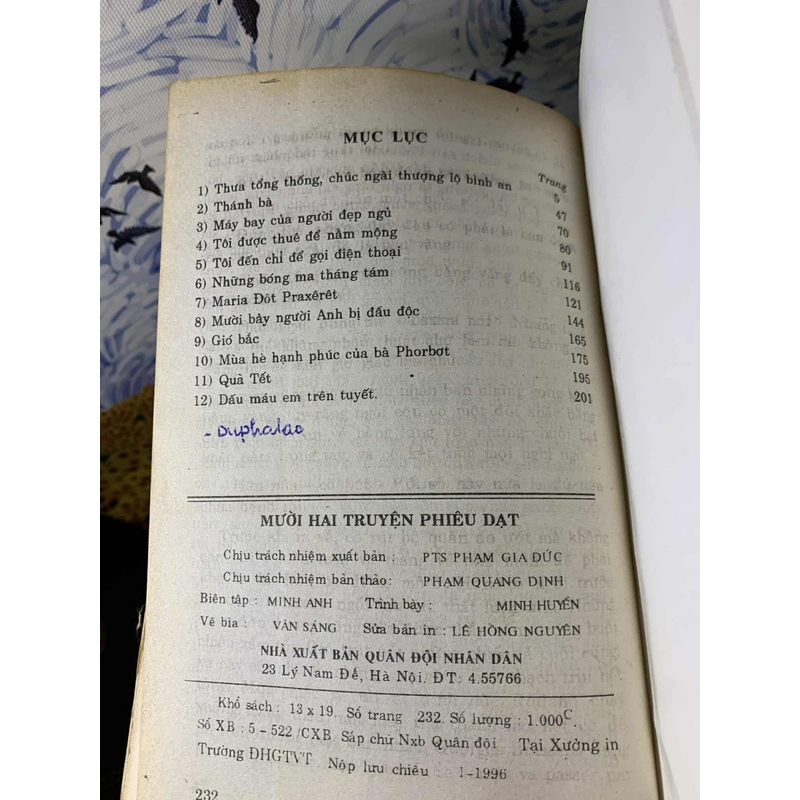 MỤC LỤC
Trang
1) Thưa tổng thống, chúc ngài thượng lộ bình an 5
2) Thánh bà 47
3) Máy bay của người đẹp ngủ 70
4) Tôi được thuê để nằm mộng 80
5) Tôi đến chỉ để gọi điện thoại 91
6) Những bóng ma tháng tám 116
7) Maria Đôt Praxêrêt 121
8) Mười bảy người Anh bị đầu độc 144
9) Gió bắc 165
10) Mùa hè hạnh phúc của bà Phorbơt 175
11) Quà Tết 195
12) Dấu máu em trên tuyết. 201
- Duphalac
MƯỜI HAI TRUYỆN PHIÊU DẠT
Chịu trách nhiệm xuất bản : PTS PHẠM GIA ĐỨC
Chịu trách nhiệm bản thảo: PHẠM QUANG ĐỊNH
Biên tập : MINH ANH Trình bày : MINH HUYỀN
Vẽ bìa : VĂN SÁNG Sửa bản in : LÊ HỒNG NGUYÊN
NHÀ XUẤT BẢN QUÂN ĐỘI NHÂN DÂN
23 Lý Nam Đế, Hà Nội. ĐT: 4.55766
Khổ sách : 13 x 19. Số trang 232. Số lượng : 1.000C.
Số XB : 5 - 522 /CXB. Sắp chữ Nxb Quân đội Tại Xưởng in
Trường ĐHGTVT Nộp lưu chiểu : 1-1996
232